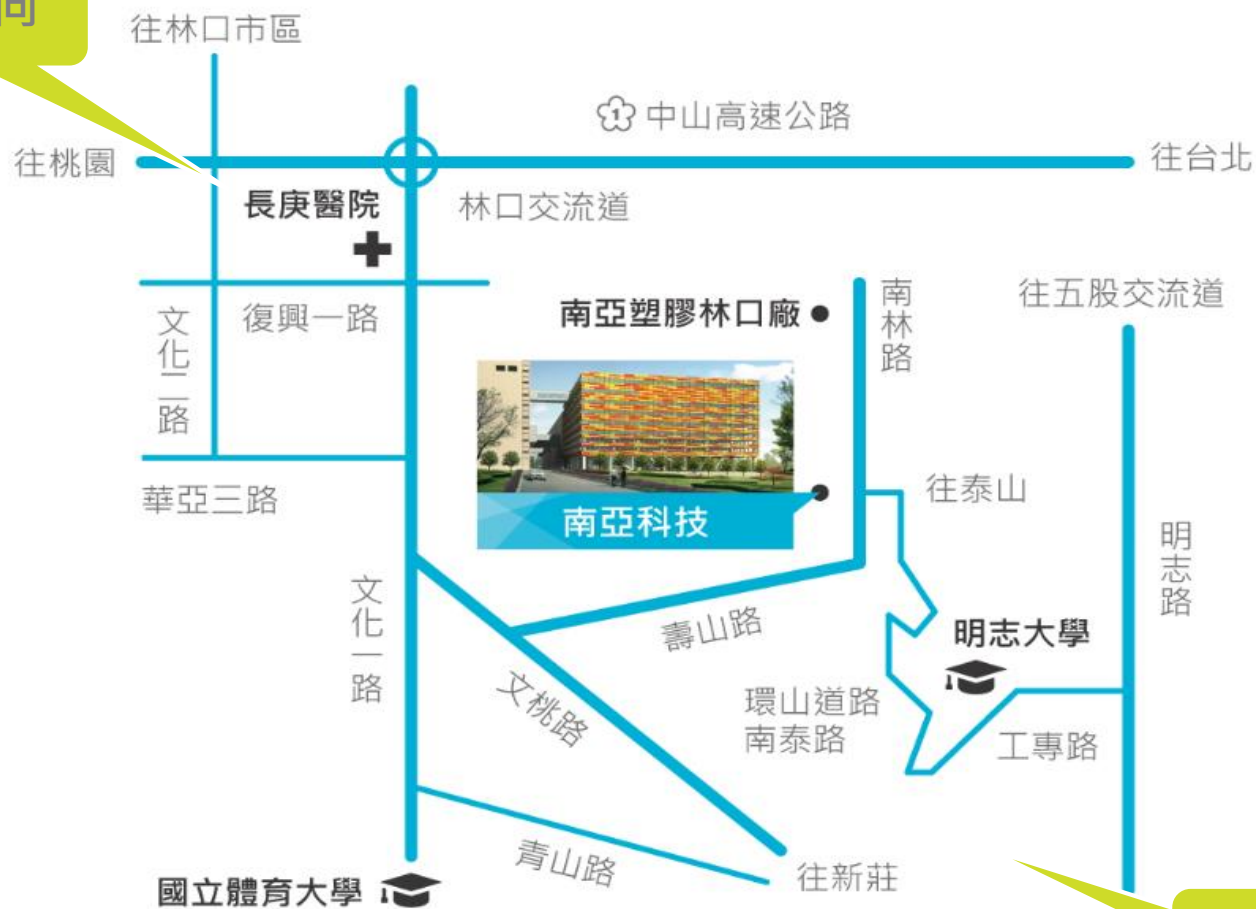 往林口市區
1 中山高速公路
往桃園
往台北
長庚醫院
林口交流道
文化二路
復興一路
南亞塑膠林口廠
南林路
往五股交流道
華亞三路
南亞科技
往泰山
明志路
文化一路
壽山路
明志大學
文桃路
環山道路
南泰路
工專路
青山路
往新莊
國立體育大學